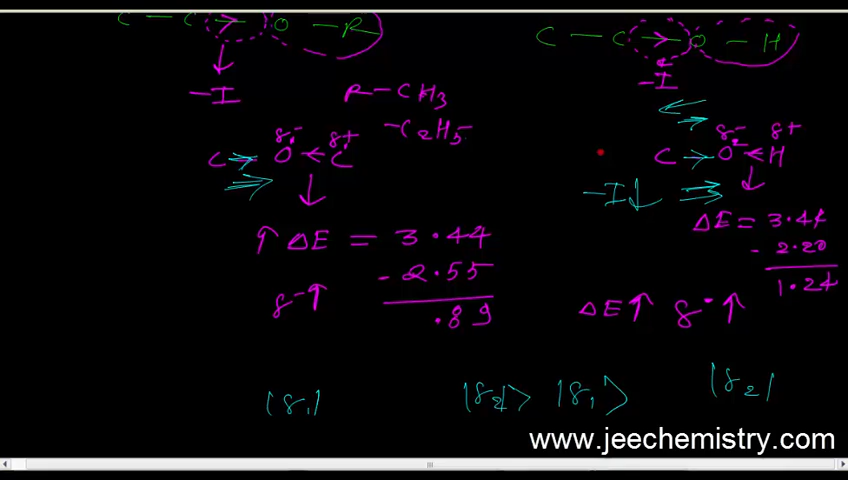 C - C > O - R
C - C → O - H
-I
-I
R - CH3
- C2H5
δ- δ+
δ- δ+
C → O < C
C → O < H
-I↓
↑ ΔE = 3.44
- 2.55
.89
ΔE = 3.44
- 2.20
1.24
δ- ↑
ΔE ↑ δ- ↑
|δ1|
|δ2| > |δ1|
|δ2|
www.jeechemistry.com